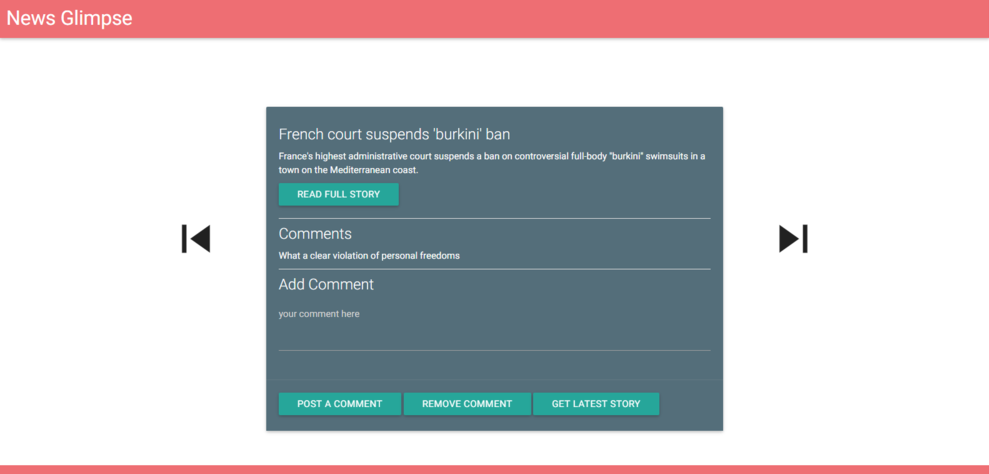 News Glimpse
French court suspends 'burkini' ban
France's highest administrative court suspends a ban on controversial full-body "burkini" swimsuits in a
town on the Mediterranean coast.
READ FULL STORY
Comments
What a clear violation of personal freedoms
Add Comment
your comment here
POST A COMMENT REMOVE COMMENT GET LATEST STORY